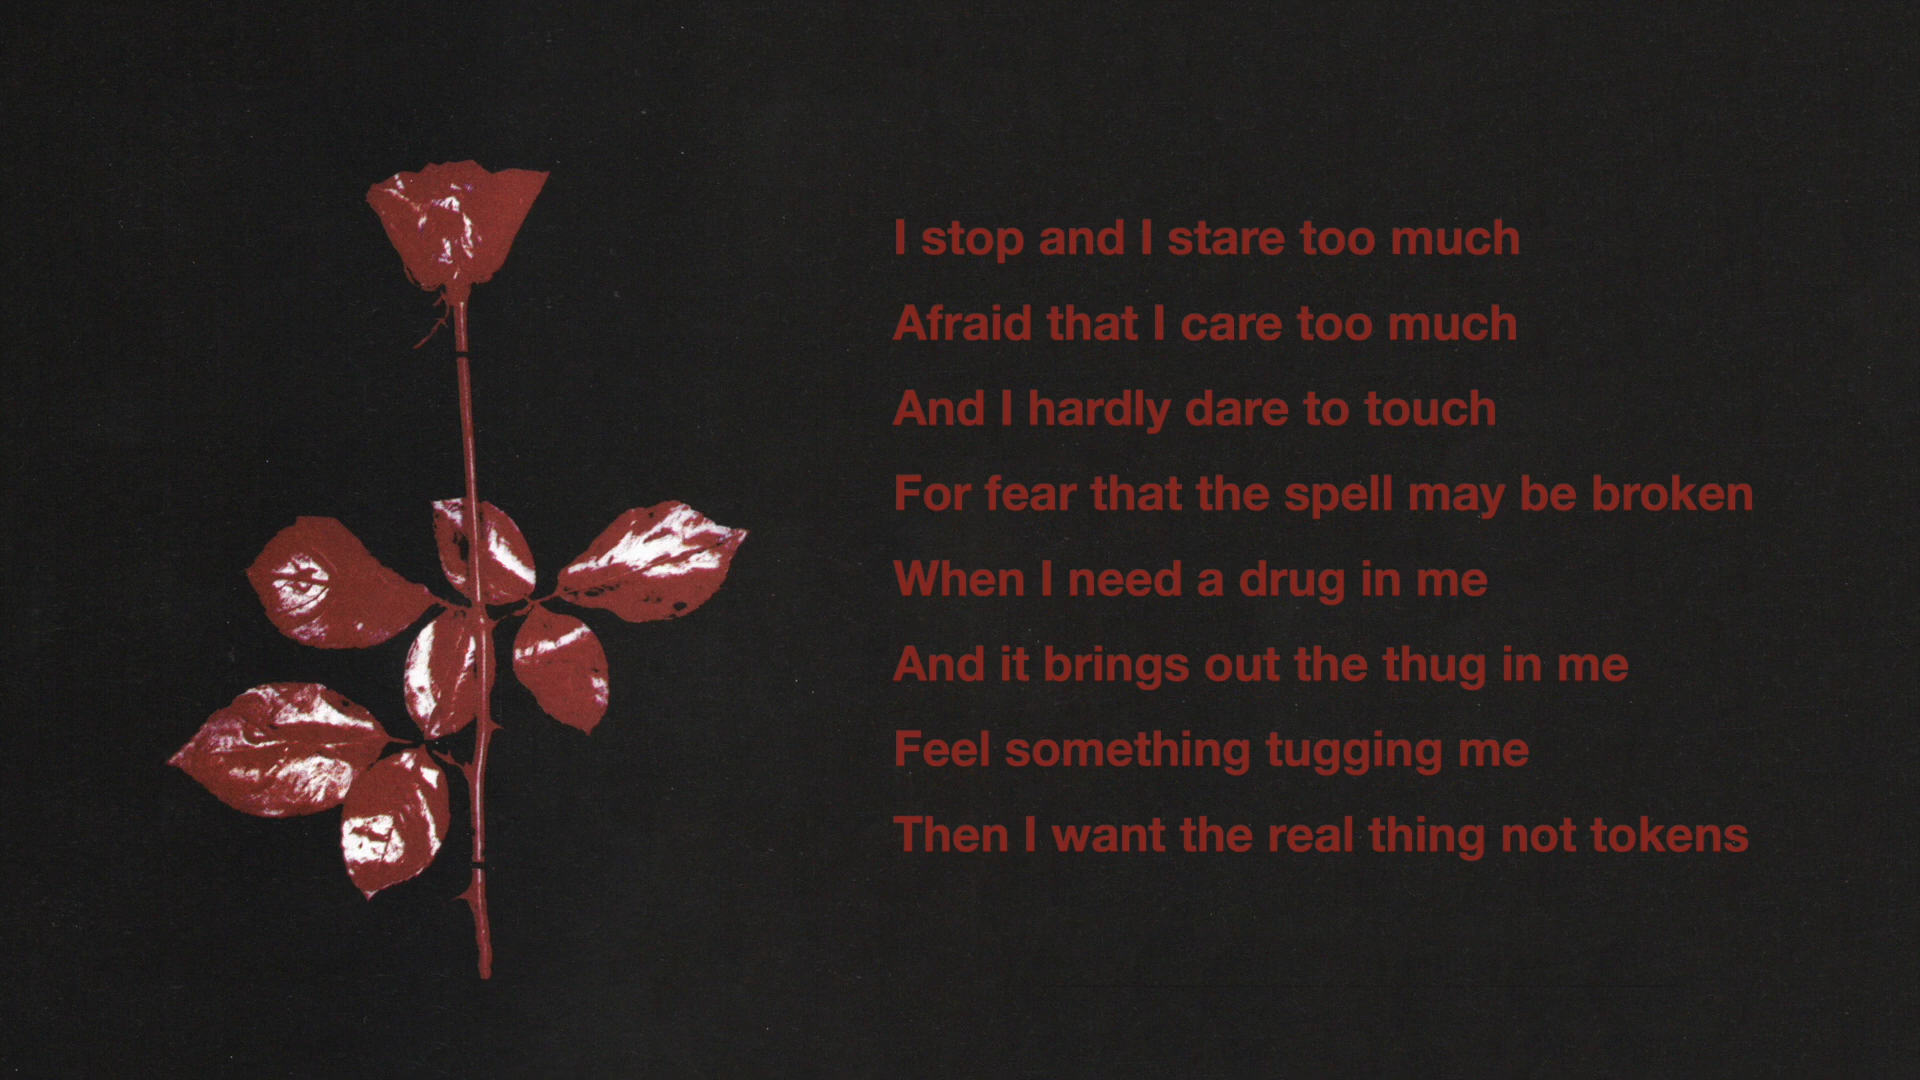 I stop and I stare too much
Afraid that I care too much
And I hardly dare to touch
For fear that the spell may be broken
When I need a drug in me
And it brings out the thug in me
Feel something tugging me
Then I want the real thing not tokens